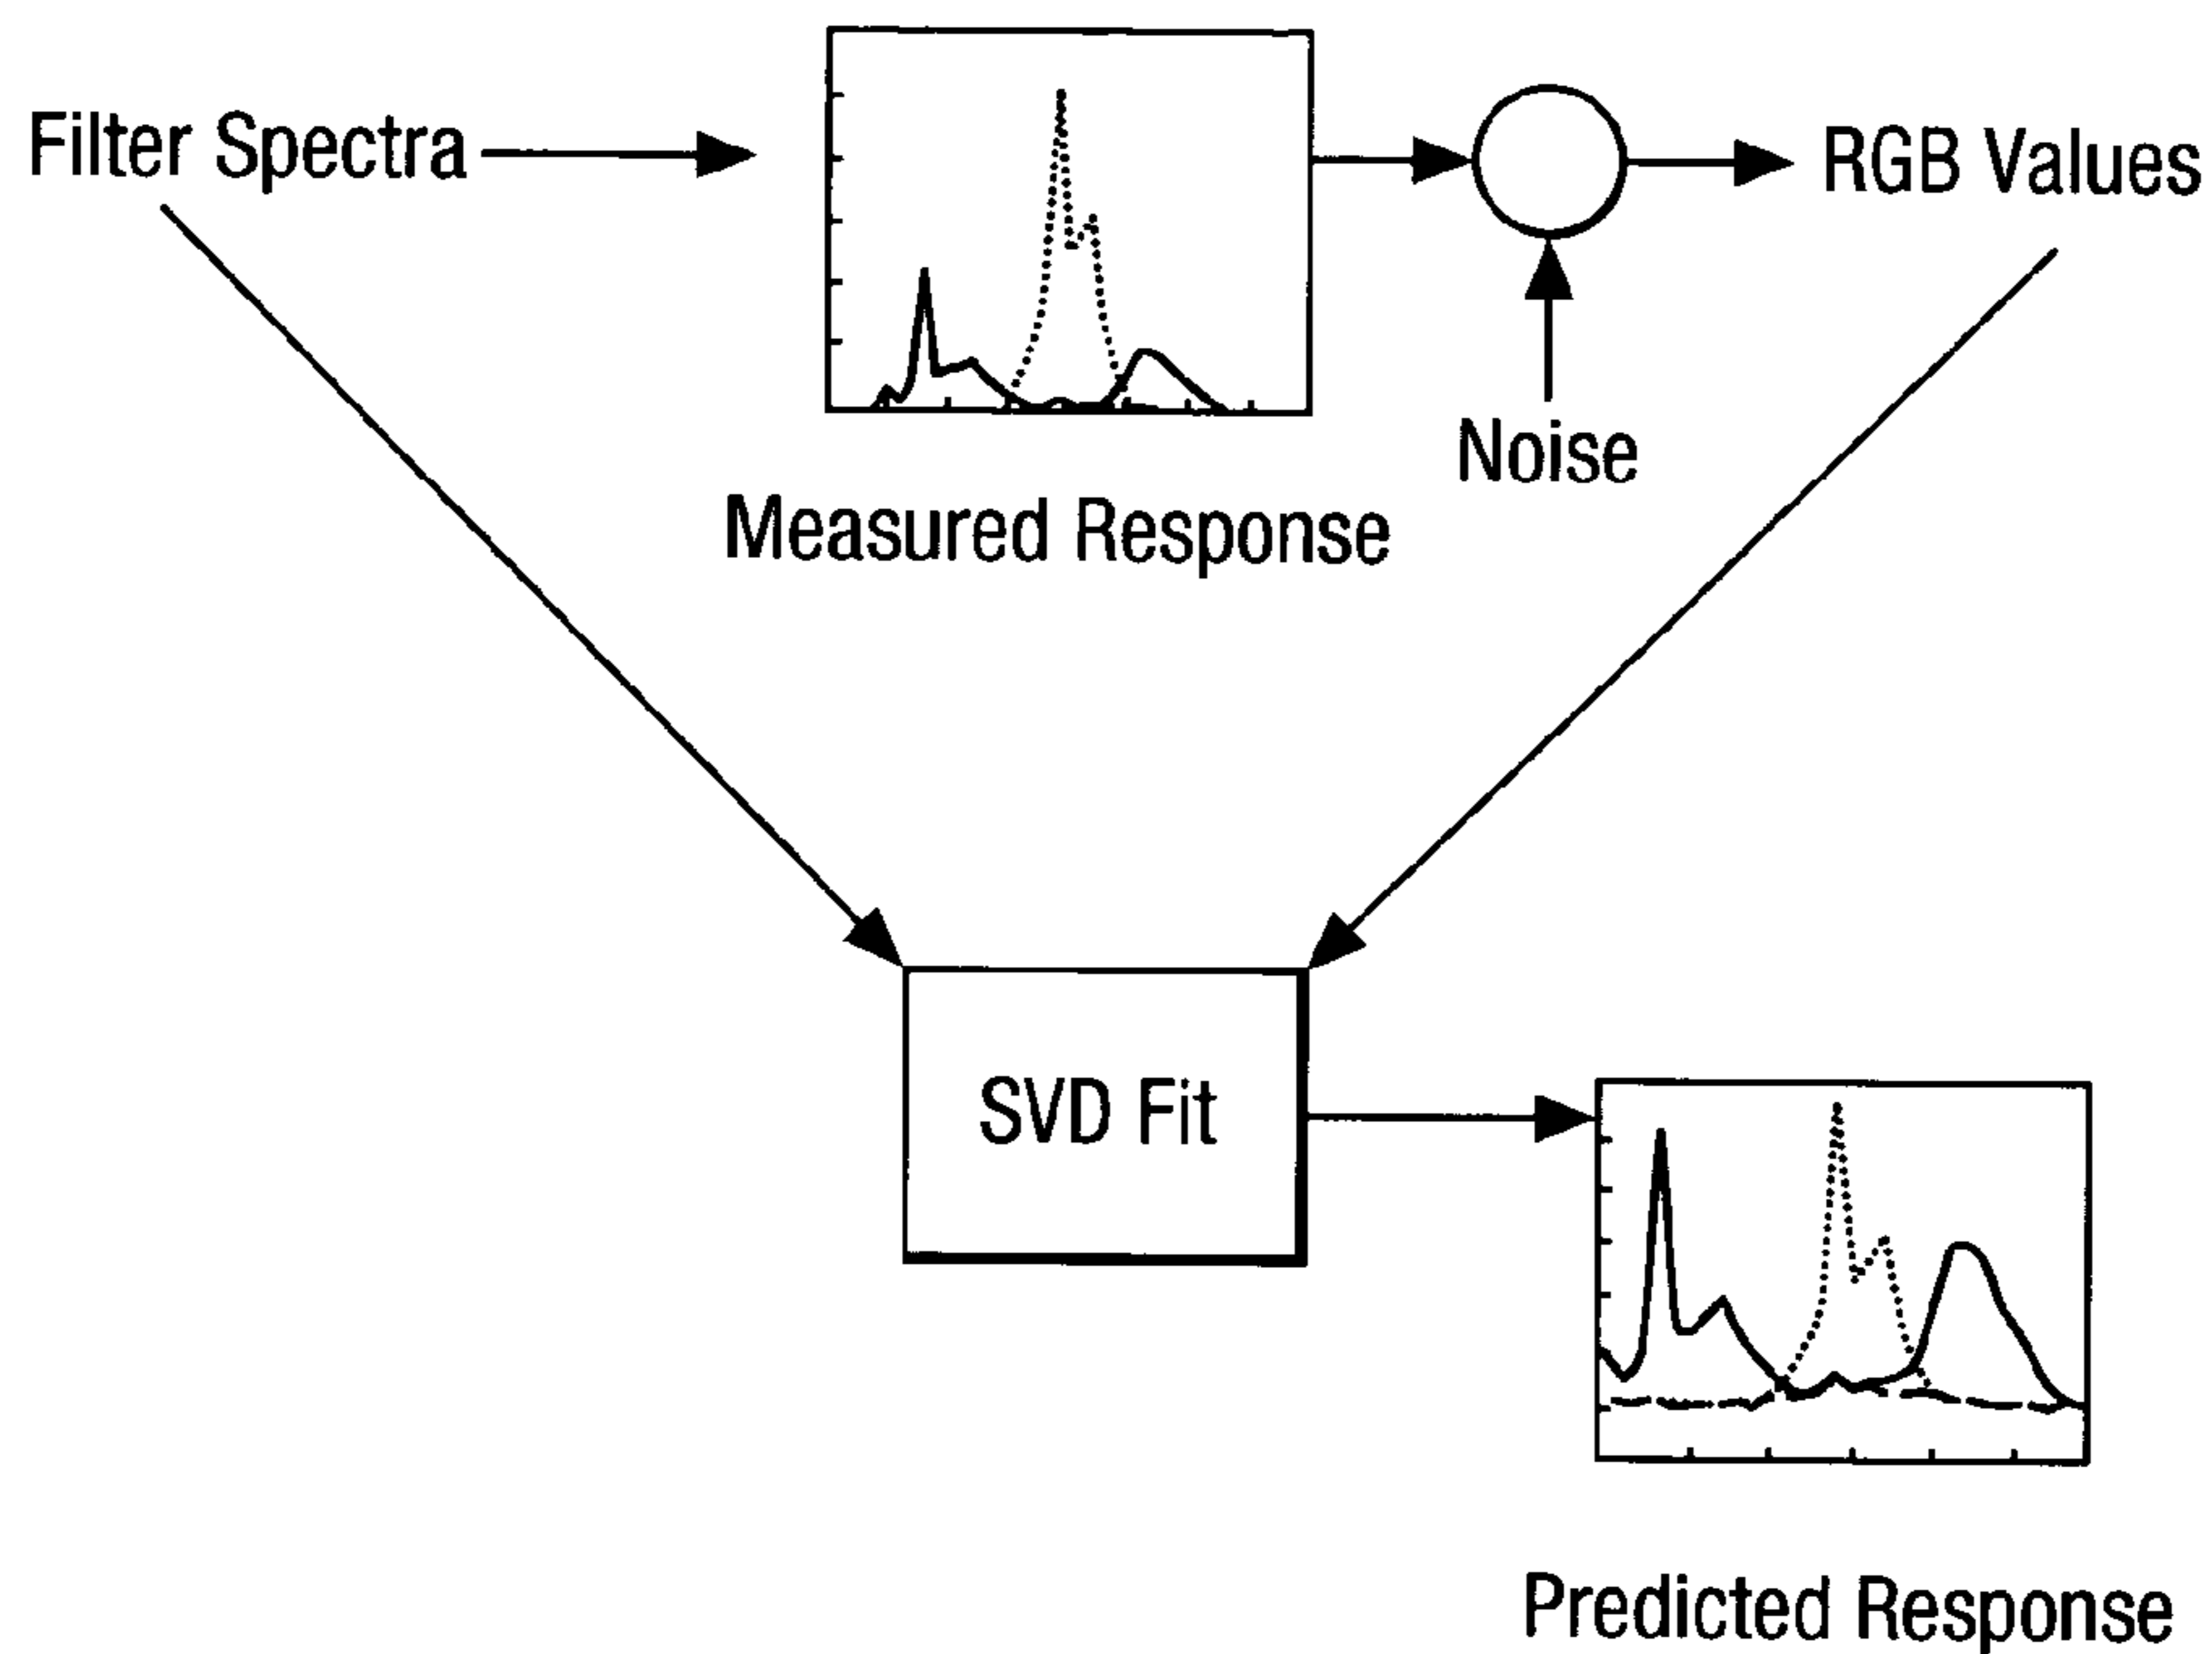 Filter Spectra
RGB Values
Noise
Measured Response
SVD Fit
Predicted Response